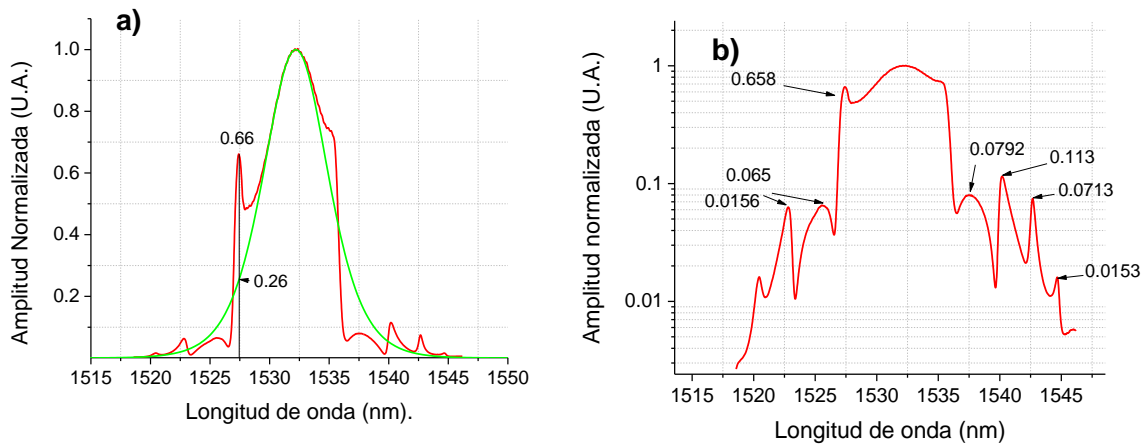 a)
Amplitud Normalizada (U.A.)
1.0
0.8
0.6
0.4
0.2
0.66
0.26
1515 1520 1525 1530 1535 1540 1545 1550
Longitud de onda (nm).
b)
Amplitud normalizada (U.A.)
1
0.1
0.01
0.658
0.065
0.0156
0.0792
0.113
0.0713
0.0153
1515 1520 1525 1530 1535 1540 1545
Longitud de onda (nm)